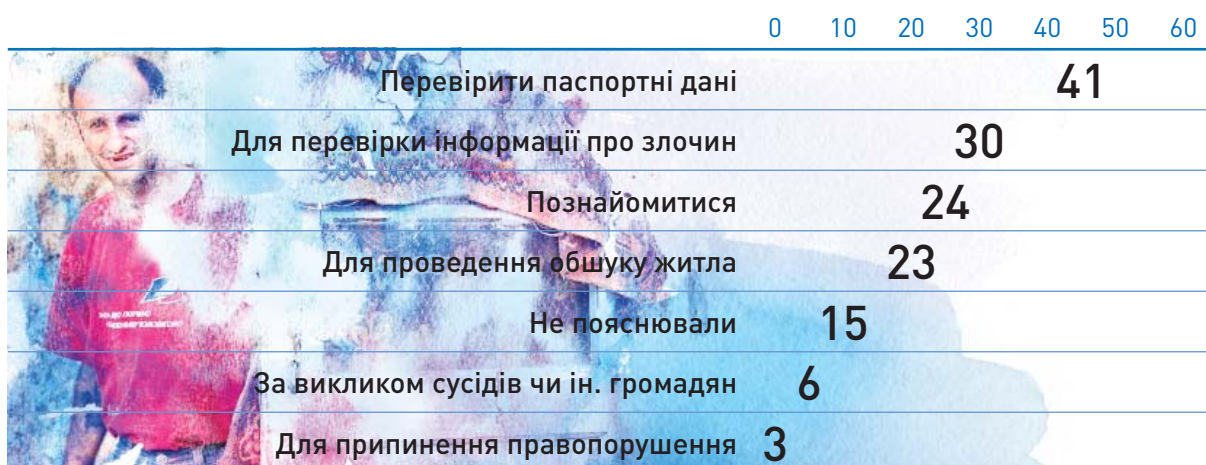 0 10 20 30 40 50 60
Перевірити паспортні дані 41
Для перевірки інформації про злочин 30
Познайомитися 24
Для проведення обшуку житла 23
Не пояснювали 15
За викликом сусідів чи ін. громадян 6
Для припинення правопорушення 3